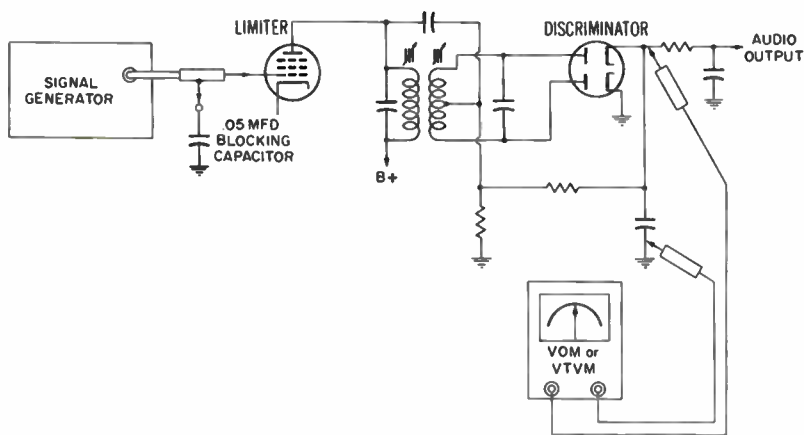 LIMITER
DISCRIMINATOR
SIGNAL
GENERATOR
.05 MFD
BLOCKING
CAPACITOR
B+
AUDIO
OUTPUT
VOM or
VTVM